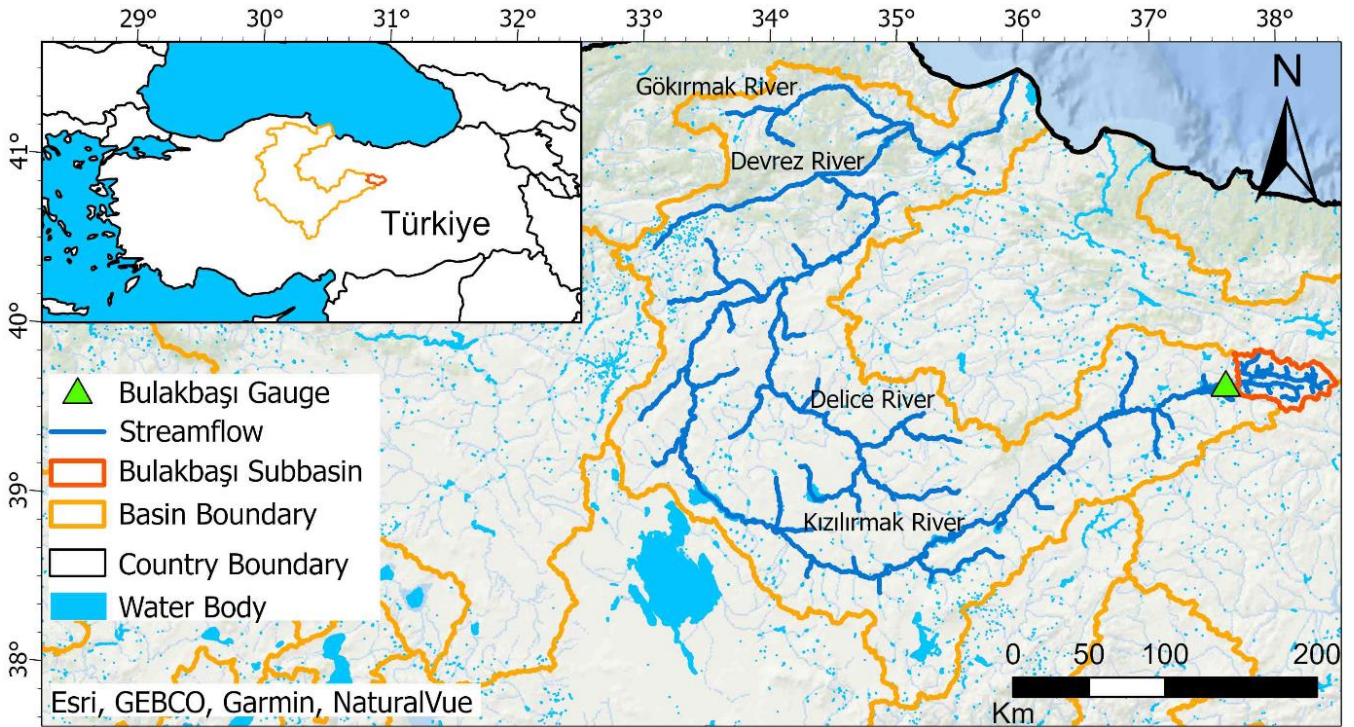 29° 30° 31° 32° 33° 34° 35° 36° 37° 38°
Gökırmak River
N
41°
Devrez River
Türkiye
40°
Bulakbaşı Gauge
Delice River
Streamflow
Bulakbaşı Subbasin
39°
Basin Boundary
Kızılırmak River
Country Boundary
Water Body
38°
0 50 100 200
Km
Esri, GEBCO, Garmin, NaturalVue